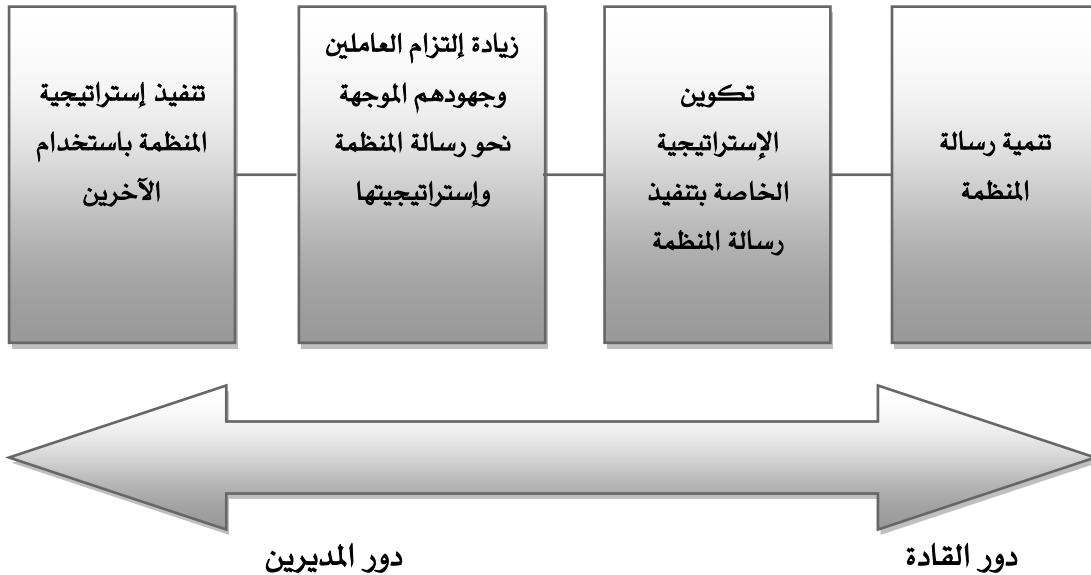 تنمية رسالة
المنظمة
تكوين
الإستراتيجية
الخاصة بتنفيذ
رسالة المنظمة
زيادة إلتزام العاملين
وجهودهم الموجهة
نحو رسالة المنظمة
وإستراتيجيتها
تنفيذ إستراتيجية
المنظمة باستخدام
الآخرين
دور القادة
دور المديرين